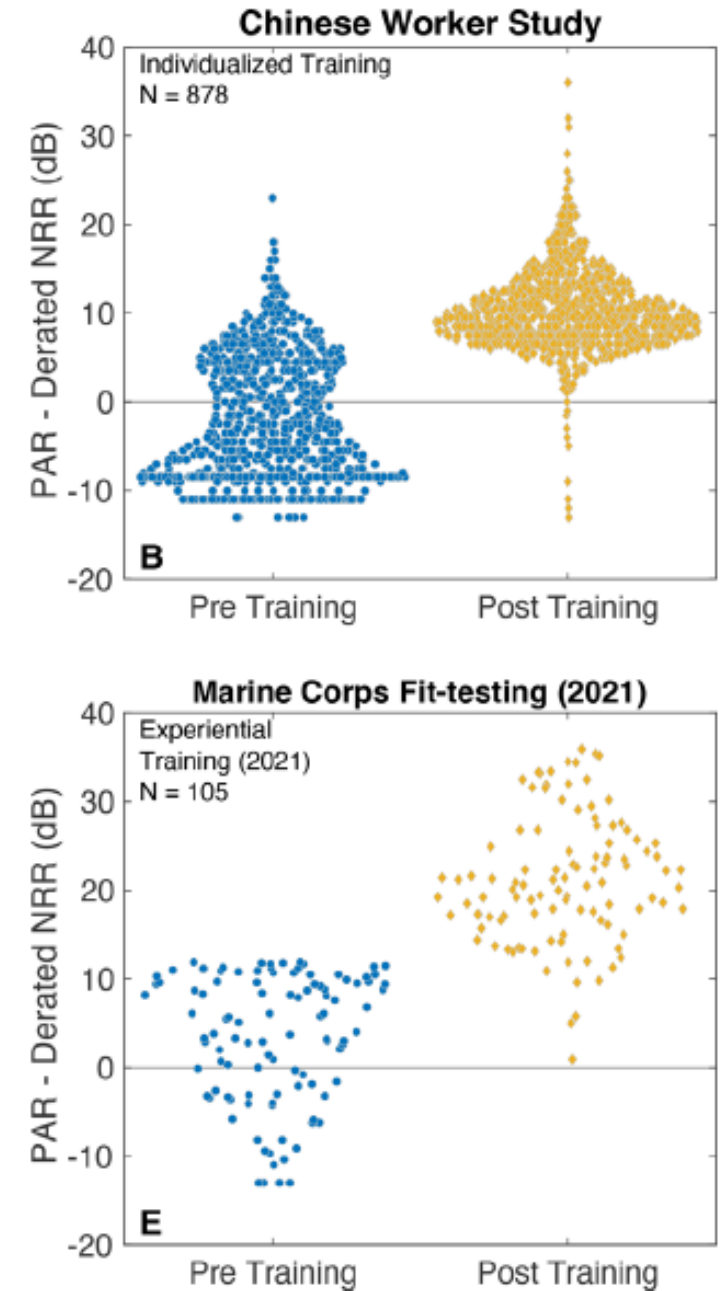 Chinese Worker Study
Individualized Training
N = 878
PAR - Derated NRR (dB)
40
30
20
10
0
-10
-20
B
Pre Training
Post Training
Marine Corps Fit-testing (2021)
Experiential
Training (2021)
N = 105
PAR - Derated NRR (dB)
40
30
20
10
0
-10
-20
E
Pre Training
Post Training